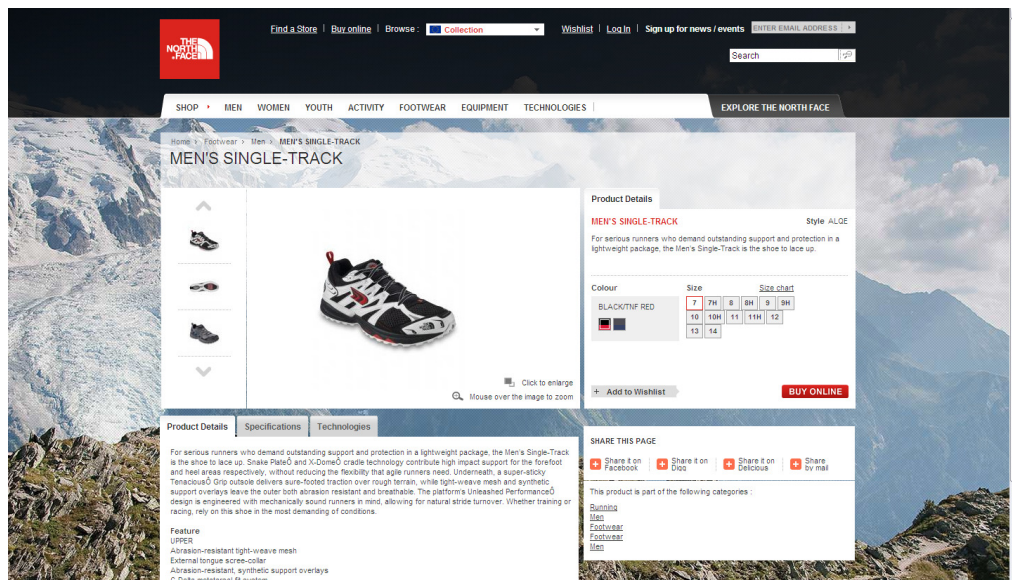 THE
NORTH
FACE
Find a Store | Buy online | Browse : Collection
Wishlist | Log In | Sign up for news / events ENTER EMAIL ADDRESS
Search
SHOP MEN WOMEN YOUTH ACTIVITY FOOTWEAR EQUIPMENT TECHNOLOGIES
EXPLORE THE NORTH FACE
Home > Footwear > Men > MEN'S SINGLE-TRACK
MEN'S SINGLE-TRACK
Click to enlarge
Mouse over the image to zoom
Product Details
MEN'S SINGLE-TRACK Style ALQE
For serious runners who demand outstanding support and protection in a
lightweight package, the Men's Single-Track is the shoe to lace up.
Colour
BLACK/TNF RED
Size Size chart
7 7H 8 8H 9 9H
10 10H 11 11H 12
13 14
+ Add to Wishlist
BUY ONLINE
Product Details Specifications Technologies
For serious runners who demand outstanding support and protection in a lightweight package, the Men's Single-Track
is the shoe to lace up. Snake PlateÔ and X-DomeÔ cradle technology contribute high impact support for the forefoot
and heel areas respectively, without reducing the flexibility that agile runners need. Underneath, a super-sticky
TenaciousÔ Grip outsole delivers sure-footed traction over rough terrain, while tight-weave mesh and synthetic
support overlays leave the outer both abrasion resistant and breathable. The platform's Unleashed PerformanceÔ
design is engineered with mechanically sound runners in mind, allowing for natural stride turnover. Whether training or
racing, rely on this shoe in the most demanding of conditions.
Feature
UPPER
Abrasion-resistant tight-weave mesh
External tongue scree-collar
Abrasion-resistant, synthetic support overlays
C-Delta metatarsal fit system
SHARE THIS PAGE
Share it on
Facebook
Share it on
Digg
Share it on
Delicious
Share
by mail
This product is part of the following categories :
Running
Men
Footwear
Footwear
Men